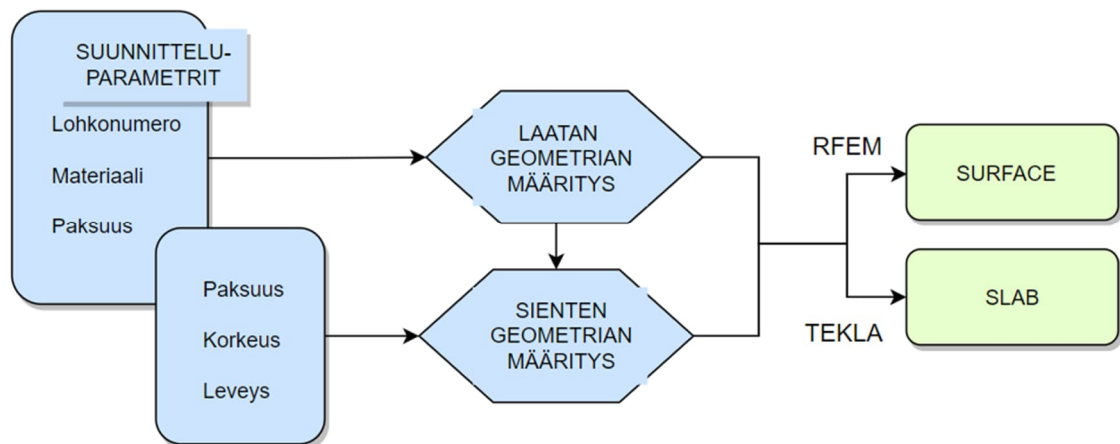 SUUNNITTELU-
PARAMETRIT
Lohkonumero
Materiaali
Paksuus
Paksuus
Korkeus
Leveys
LAATAN
GEOMETRIAN
MÄÄRITYS
SIENTEN
GEOMETRIAN
MÄÄRITYS
RFEM
SURFACE
SLAB
TEKLA